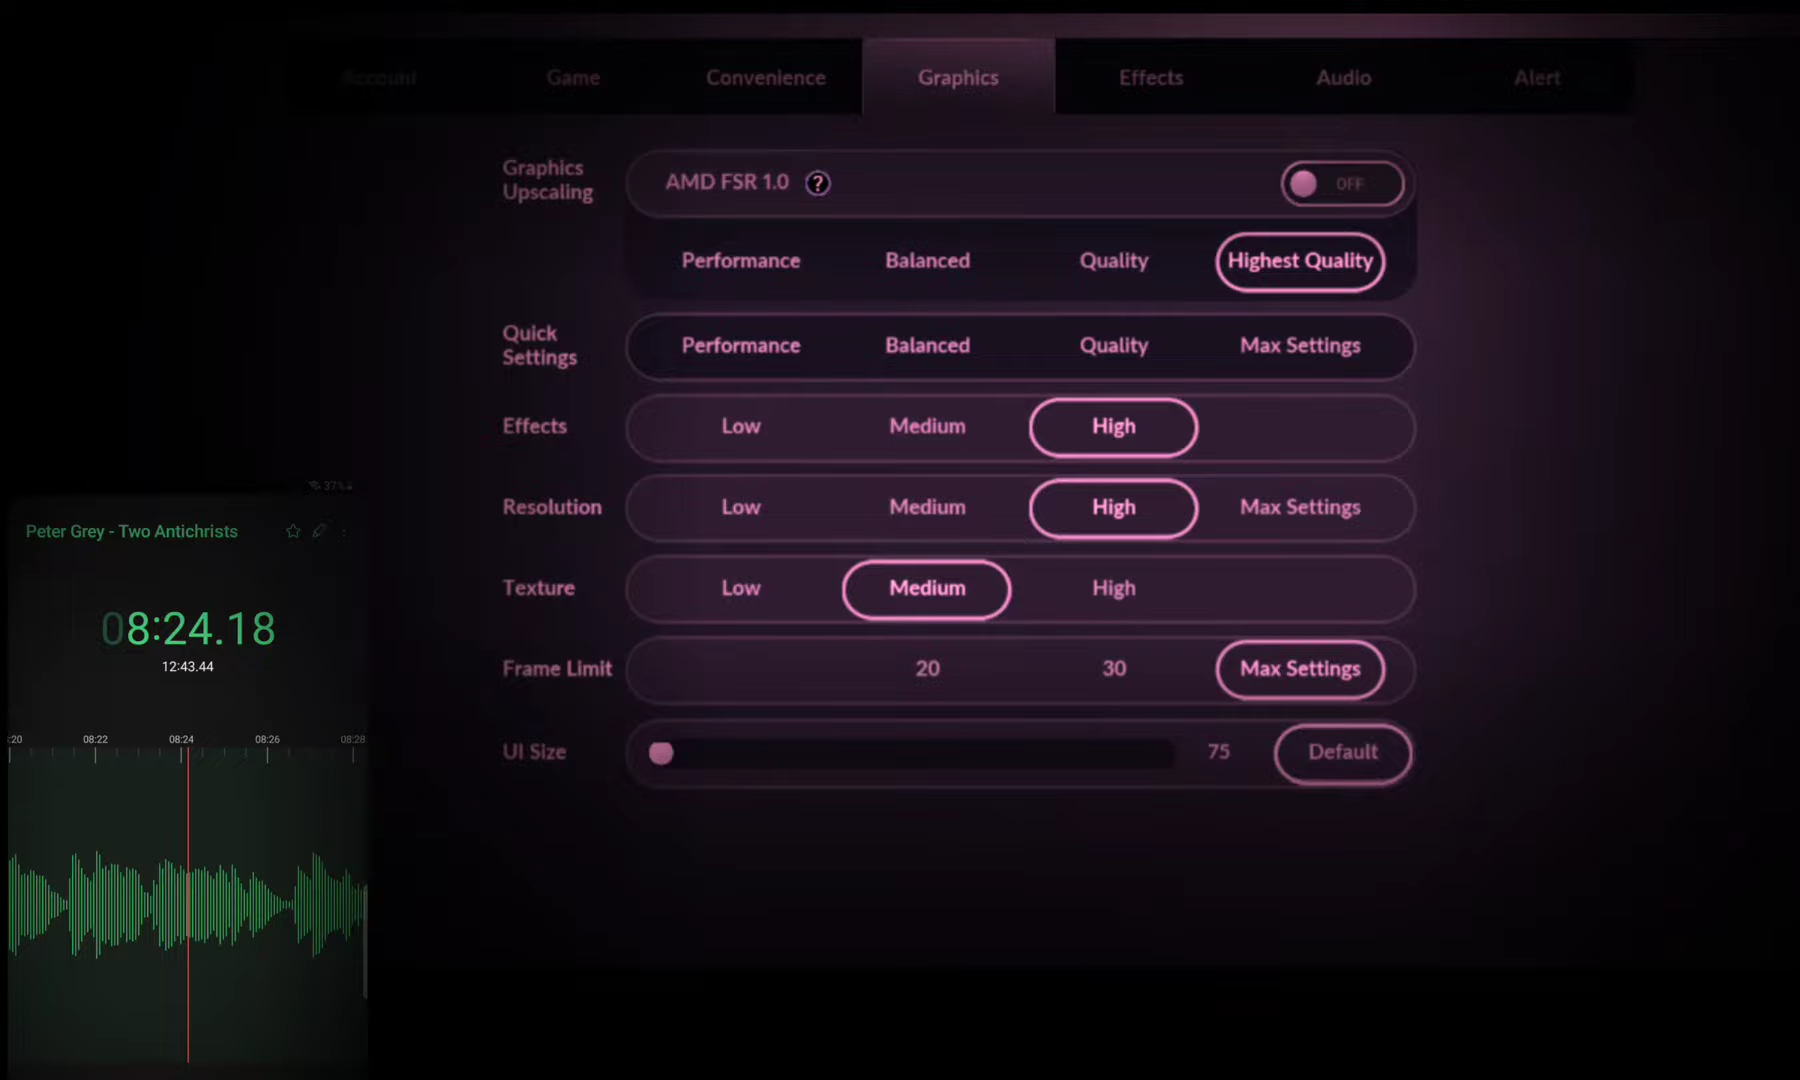 Account Game Convenience Graphics Effects Audio Alert
Graphics Upscaling
AMD FSR 1.0 ? OFF
Performance Balanced Quality Highest Quality
Quick Settings
Performance Balanced Quality Max Settings
Effects Low Medium High
Resolution Low Medium High Max Settings
Texture Low Medium High
Frame Limit 20 30 Max Settings
UI Size 75 Default
37%
Peter Grey - Two Antichrists
08:24.18
12:43.44
:20 08:22 08:24 08:26 08:28